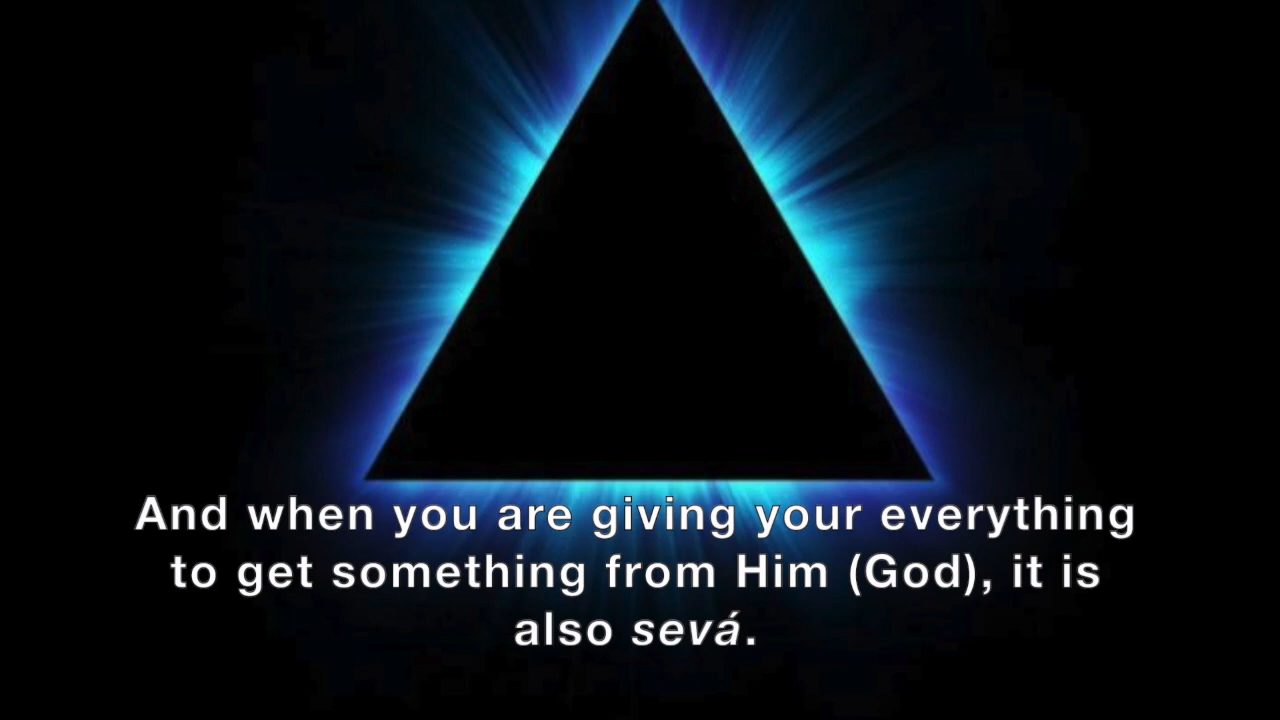 And when you are giving your everything
to get something from Him (God), it is
also sevá.